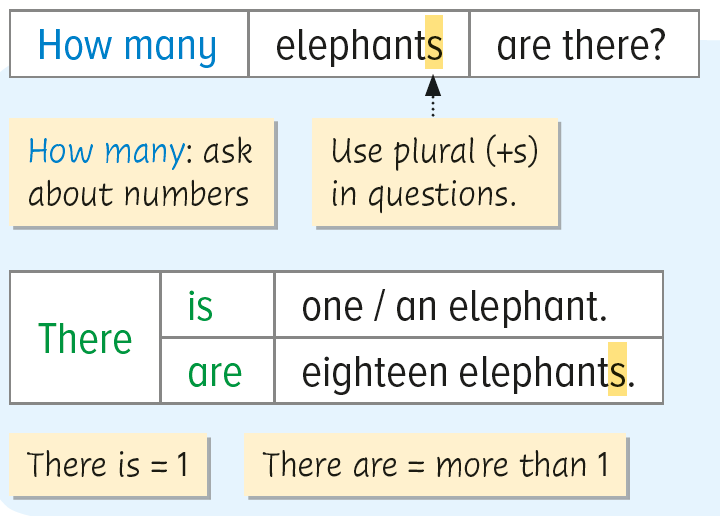 How many elephants are there?
How many: ask
about numbers
Use plural (+s)
in questions.
There
is one / an elephant.
are eighteen elephants.
There is = 1
There are = more than 1